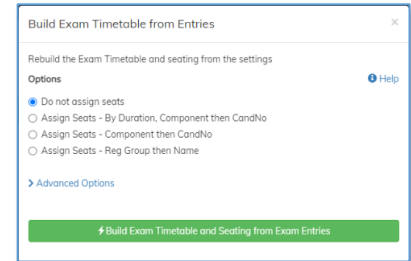 Build Exam Timetable from Entries
Rebuild the Exam Timetable and seating from the settings
Options
Help
Do not assign seats
Assign Seats - By Duration, Component then CandNo
Assign Seats - Component then CandNo
Assign Seats - Reg Group then Name
Advanced Options
Build Exam Timetable and Seating from Exam Entries